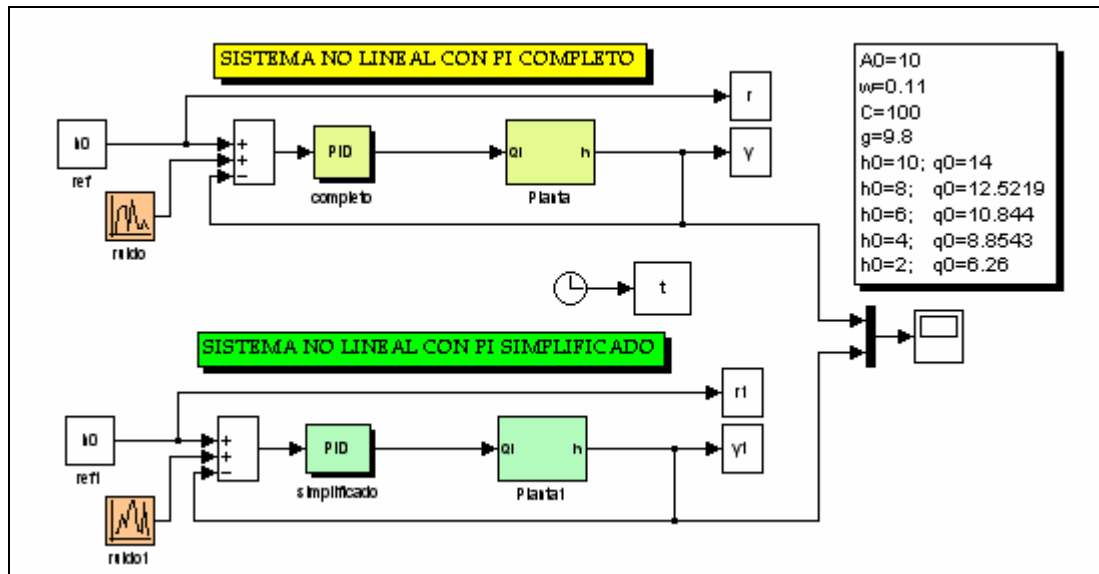 SISTEMA NO LINEAL CON PI COMPLETO
r
h0
ref
+
+
−
PID
completo
QI
h
Planta
y
ruido
A0=10
w=0.11
C=100
g=9.8
h0=10; q0=14
h0=8; q0=12.5219
h0=6; q0=10.844
h0=4; q0=8.8543
h0=2; q0=6.26
t
SISTEMA NO LINEAL CON PI SIMPLIFICADO
r1
h0
ref1
+
+
−
PID
simplificado
QI
h
Planta1
y1
ruido1